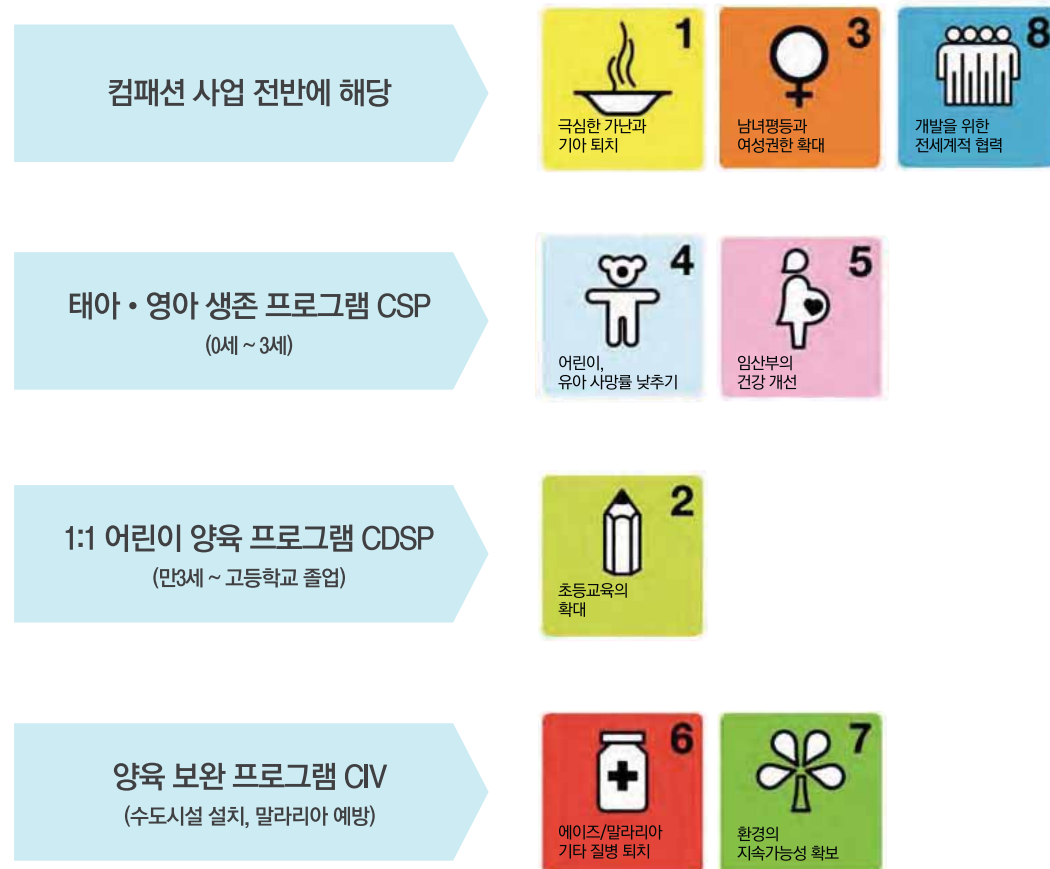 컴패션 사업 전반에 해당
1
극심한 가난과
기아 퇴치
3
남녀평등과
여성권한 확대
8
개발을 위한
전세계적 협력
태아•영아 생존 프로그램 CSP
(0세 ~ 3세)
4
어린이,
유아 사망률 낮추기
5
임산부의
건강 개선
1:1 어린이 양육 프로그램 CDSP
(만3세 ~ 고등학교 졸업)
2
초등교육의
확대
양육 보완 프로그램 CIV
(수도시설 설치, 말라리아 예방)
6
에이즈/말라리아
기타 질병 퇴치
7
환경의
지속가능성 확보